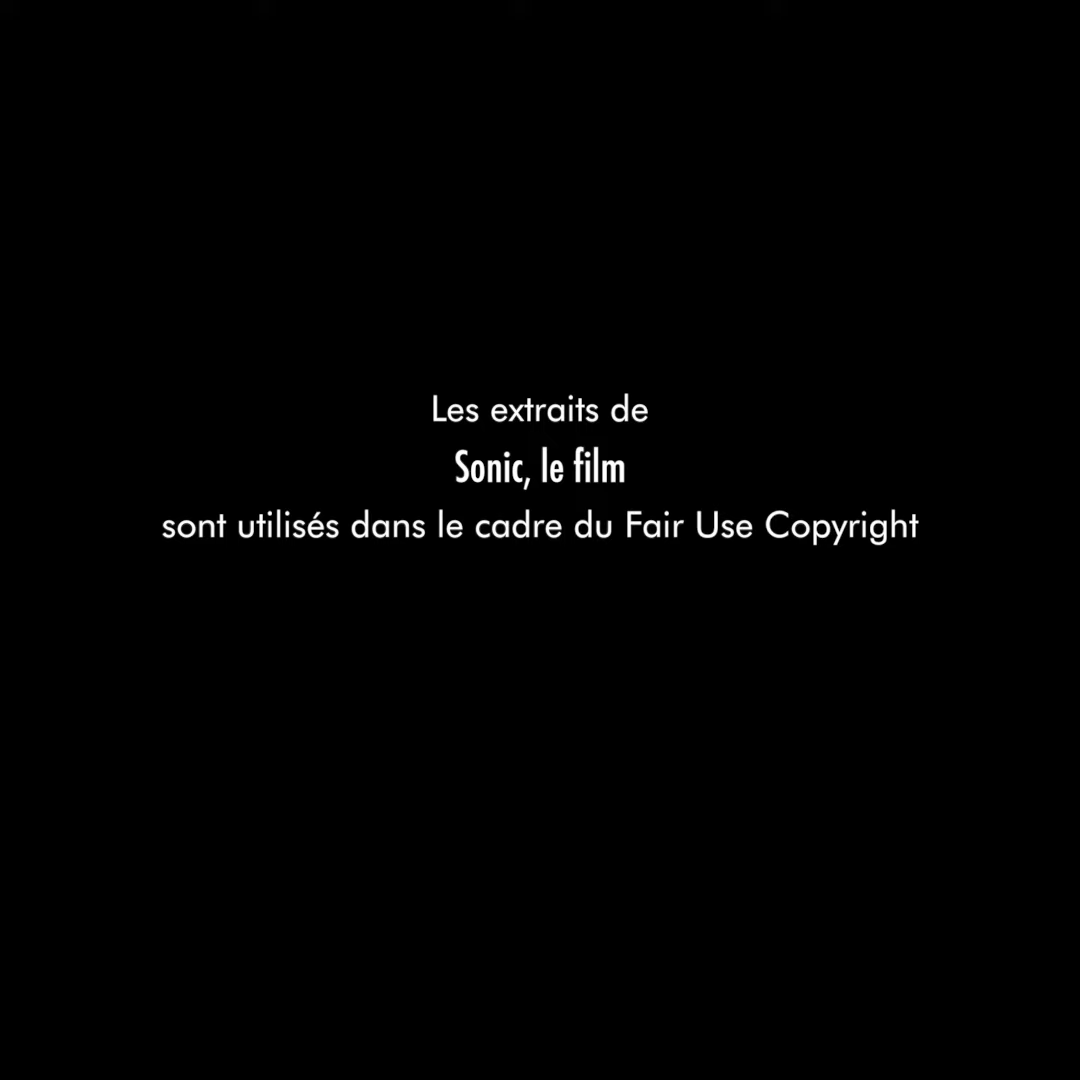 Les extraits de
Sonic, le film
sont utilisés dans le cadre du Fair Use Copyright